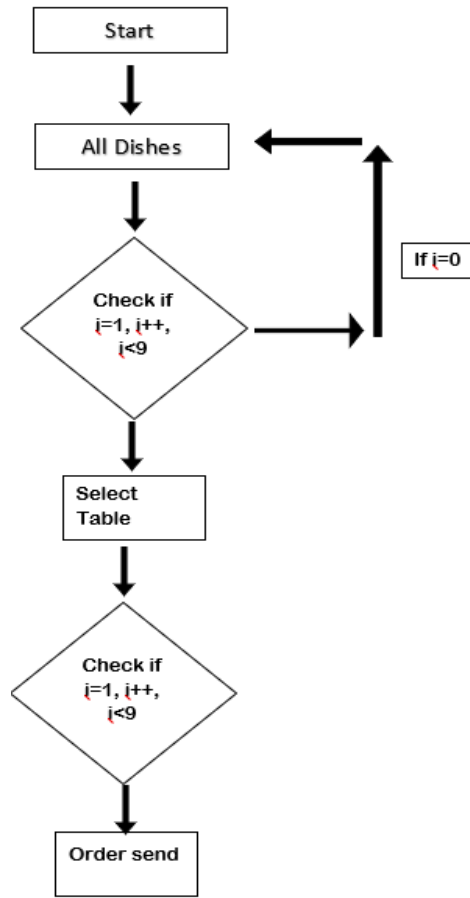 Start
All Dishes
Check if
i=1, i++,
i<9
If i=0
Select
Table
Check if
i=1, i++,
i<9
Order send